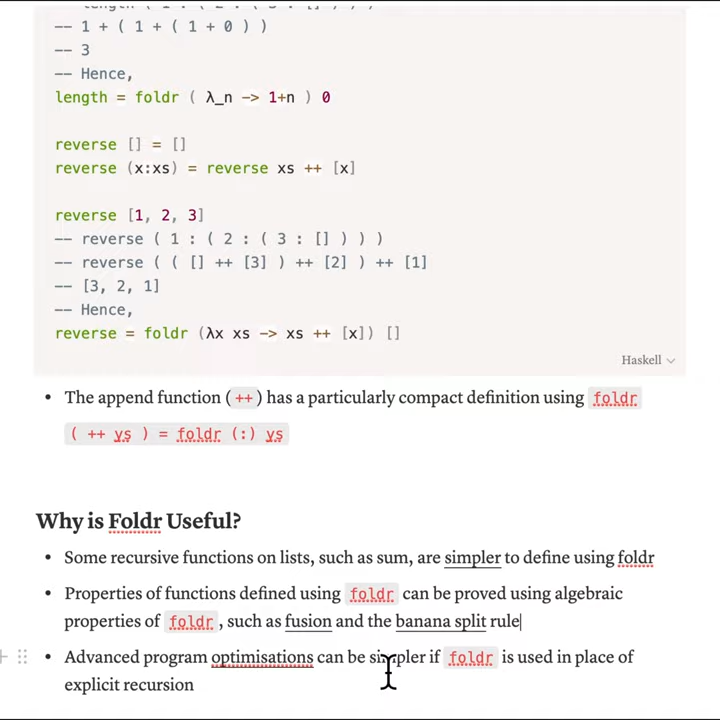 length ( 1 : ( 2 : ( 3 : [] ) ) )
-- 1 + ( 1 + ( 1 + 0 ) )
-- 3
-- Hence,
length = foldr ( λ_n -> 1+n ) 0
reverse [] = []
reverse (x:xs) = reverse xs ++ [x]
reverse [1, 2, 3]
-- reverse ( 1 : ( 2 : ( 3 : [] ) ) )
-- reverse ( ( [] ++ [3] ) ++ [2] ) ++ [1]
-- [3, 2, 1]
-- Hence,
reverse = foldr (λx xs -> xs ++ [x]) []
Haskell
• The append function ( ++ ) has a particularly compact definition using foldr
( ++ ys ) = foldr (:) ys
Why is Foldr Useful?
• Some recursive functions on lists, such as sum, are simpler to define using foldr
• Properties of functions defined using foldr can be proved using algebraic
properties of foldr , such as fusion and the banana split rule
• Advanced program optimisations can be simpler if foldr is used in place of
explicit recursion